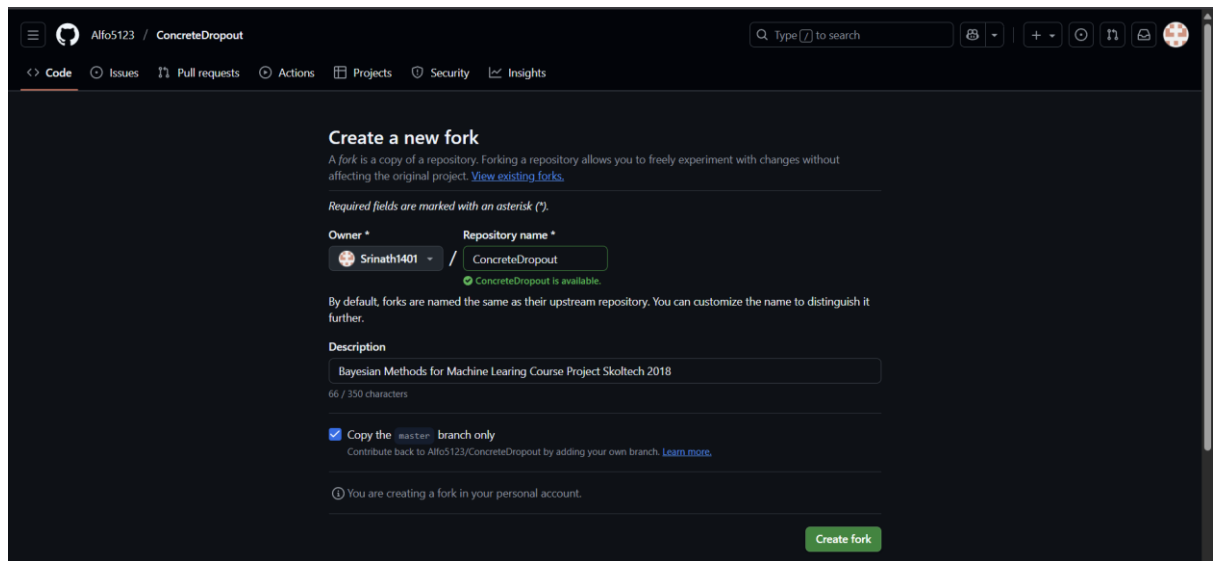 Alfo5123 / ConcreteDropout
Type / to search
Code Issues Pull requests Actions Projects Security Insights
Create a new fork
A fork is a copy of a repository. Forking a repository allows you to freely experiment with changes without
affecting the original project. View existing forks.
Required fields are marked with an asterisk (*).
Owner * Repository name *
Srinath1401 / ConcreteDropout
ConcreteDropout is available.
By default, forks are named the same as their upstream repository. You can customize the name to distinguish it
further.
Description
Bayesian Methods for Machine Learing Course Project Skoltech 2018
66 / 350 characters
Copy the master branch only
Contribute back to Alfo5123/ConcreteDropout by adding your own branch. Learn more.
You are creating a fork in your personal account.
Create fork